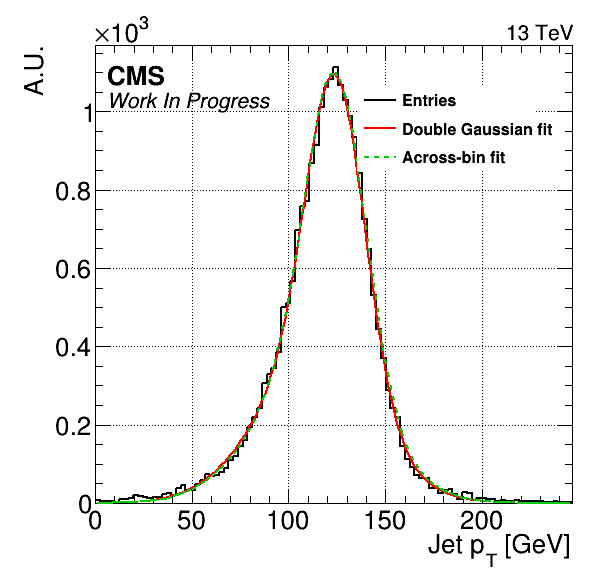 ×10³
13 TeV
A.U.
CMS
Work In Progress
Entries
Double Gaussian fit
Across-bin fit
1
0.8
0.6
0.4
0.2
0
0 50 100 150 200
Jet p_T [GeV]